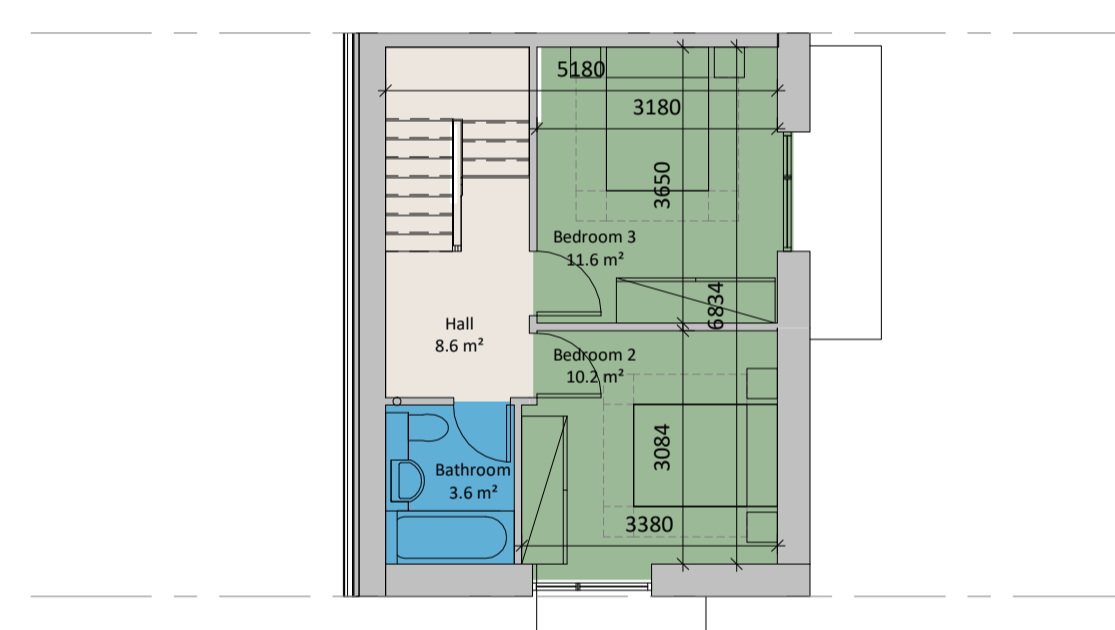 5180
3180
3650
Bedroom 3
11.6 m²
6834
Hall
8.6 m²
Bedroom 2
10.2 m²
3084
Bathroom
3.6 m²
3380